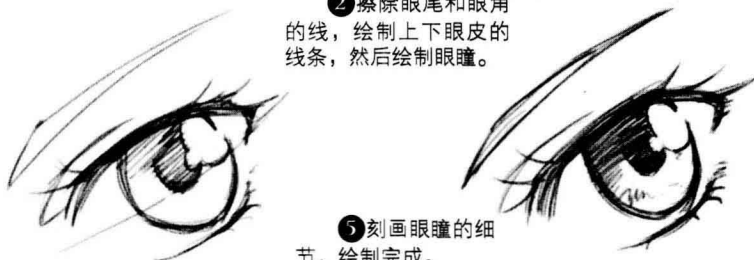 ❷擦除眼尾和眼角
的线，绘制上下眼皮的
线条，然后绘制眼瞳。
❺刻画眼瞳的细
节，绘制完成。